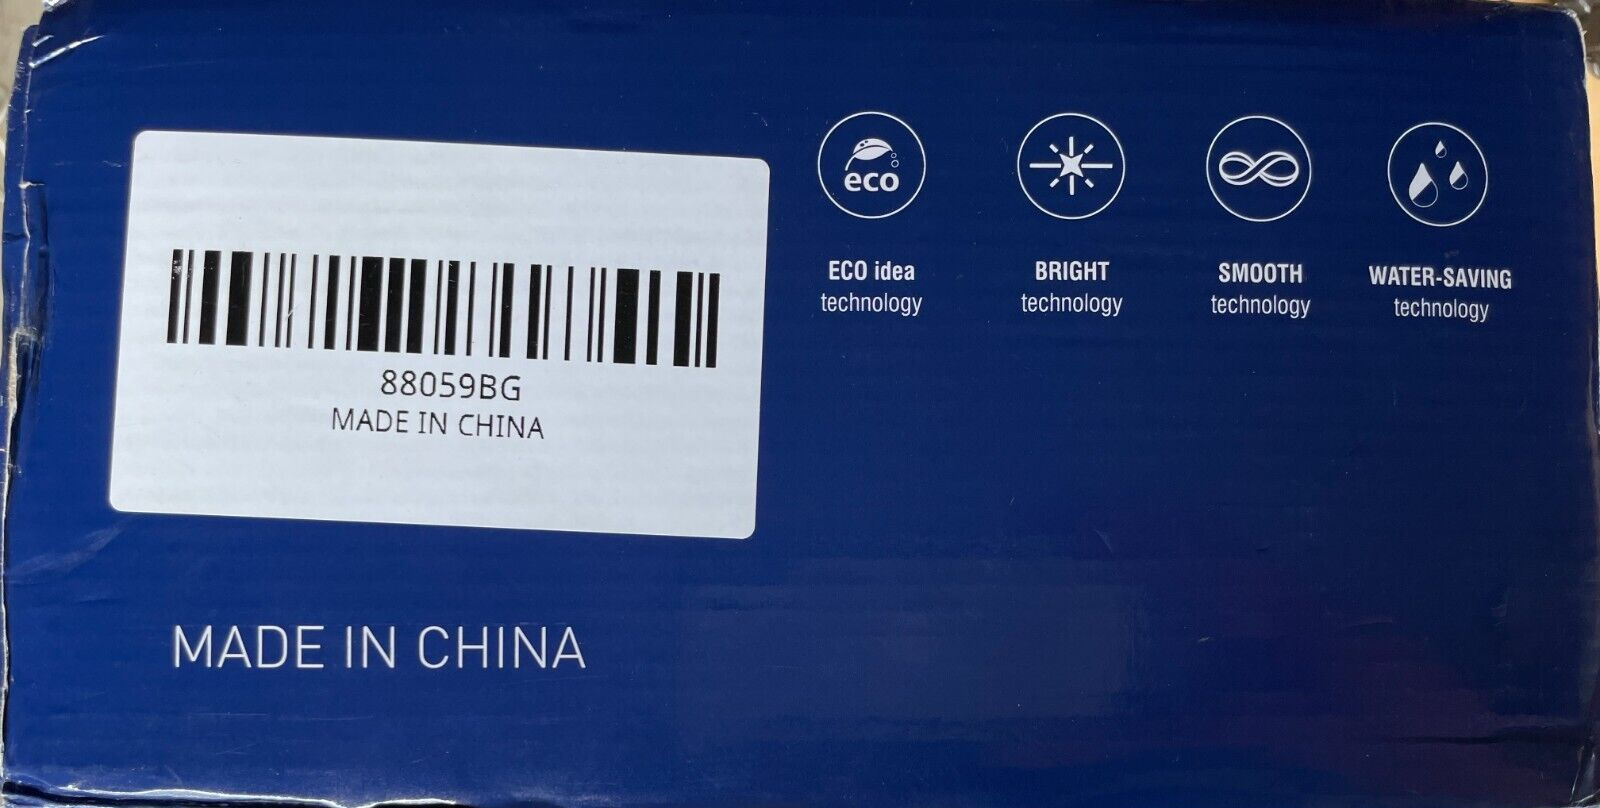 88059BG
MADE IN CHINA
eco
ECO idea
technology
BRIGHT
technology
SMOOTH
technology
WATER-SAVING
technology
MADE IN CHINA